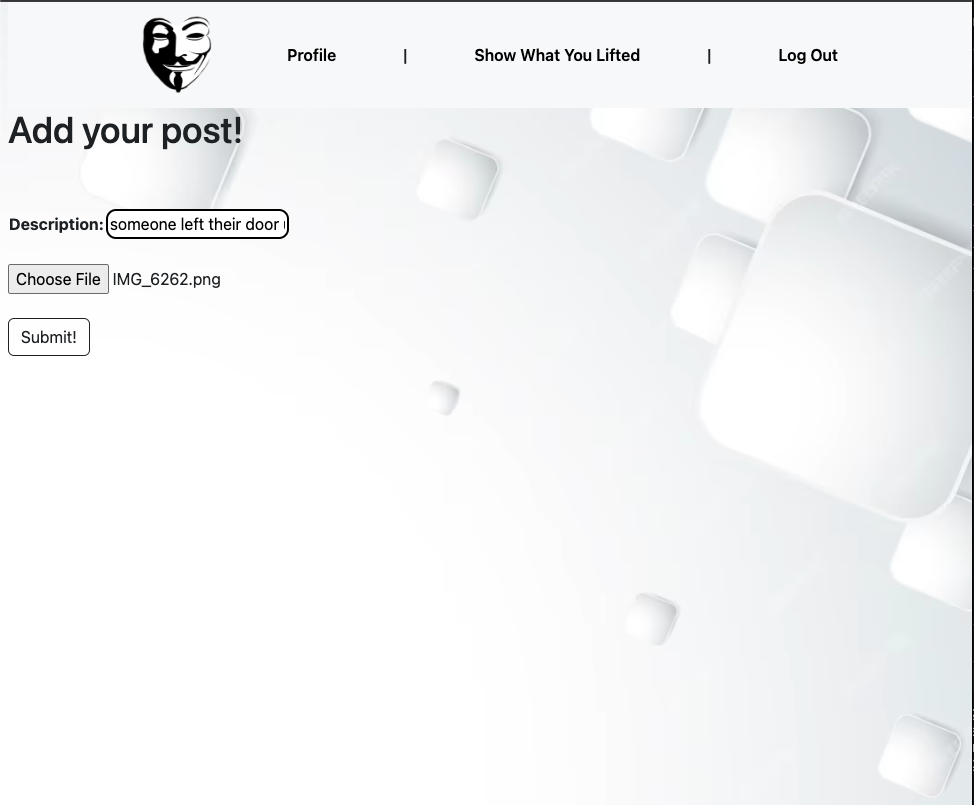 Profile | Show What You Lifted | Log Out
Add your post!
Description: someone left their door
Choose File IMG_6262.png
Submit!